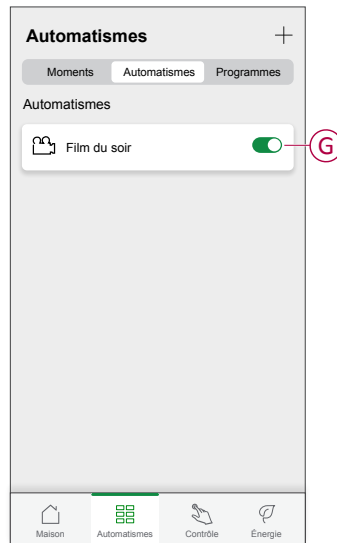 Automatismes
Moments Automatismes Programmes
Automatismes
Film du soir
G
Maison Automatismes Contrôle Énergie